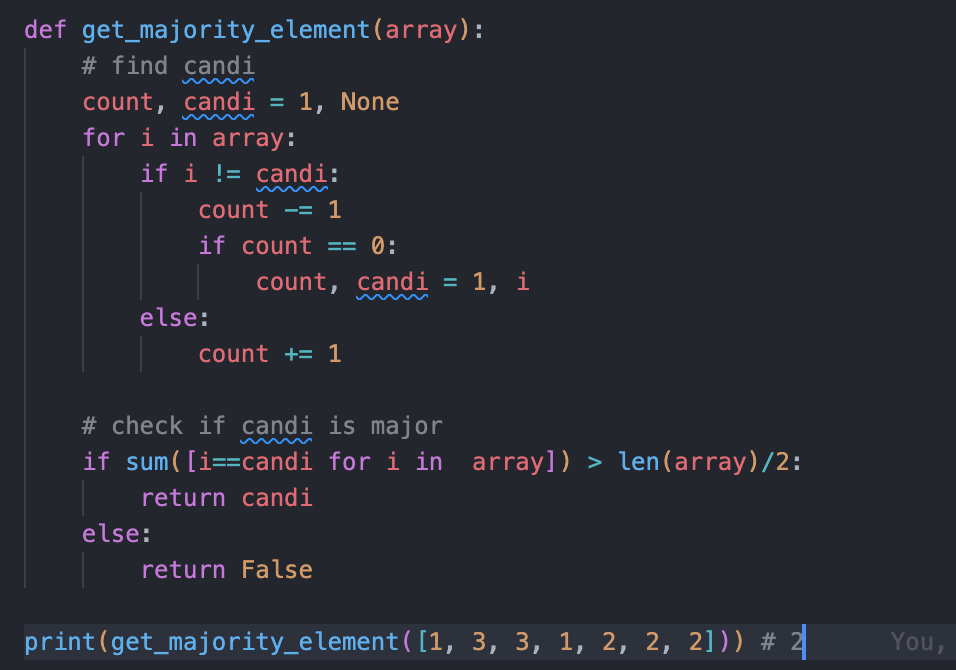 def get_majority_element(array):
    # find candi
    count, candi = 1, None
    for i in array:
        if i != candi:
            count -= 1
            if count == 0:
                count, candi = 1, i
        else:
            count += 1

    # check if candi is major
    if sum([i==candi for i in  array]) > len(array)/2:
        return candi
    else:
        return False

print(get_majority_element([1, 3, 3, 1, 2, 2, 2])) # 2      You,